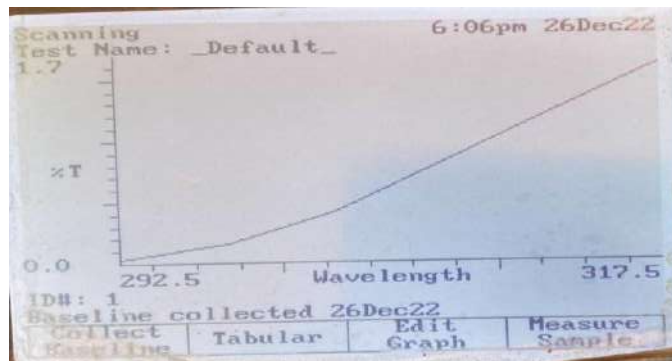 Scanning 6:06pm 26Dec22
Test Name: _Default_
1.7
%T
0.0
292.5 Wavelength 317.5
ID#: 1
Baseline collected 26Dec22
Collect Tabular Edit Measure
Baseline Graph Sample